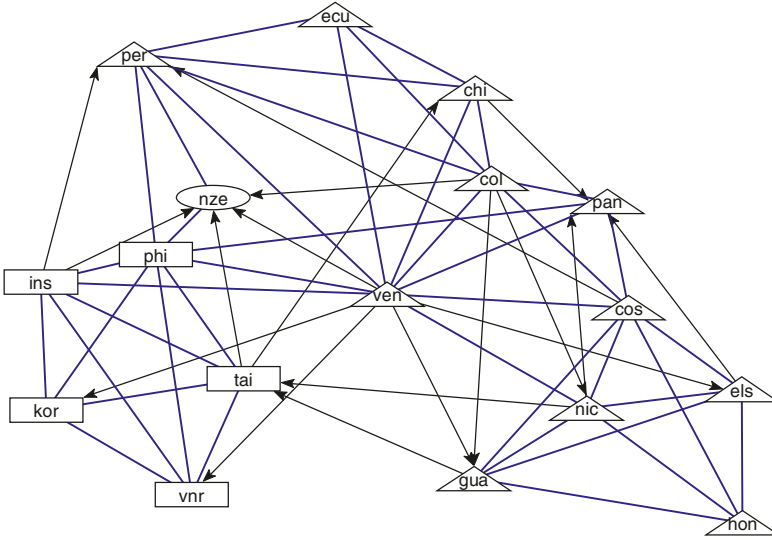 ecu
per
chi
col
nze
pan
phi
ins
ven
cos
tai
els
kor
nic
gua
vnr
hon